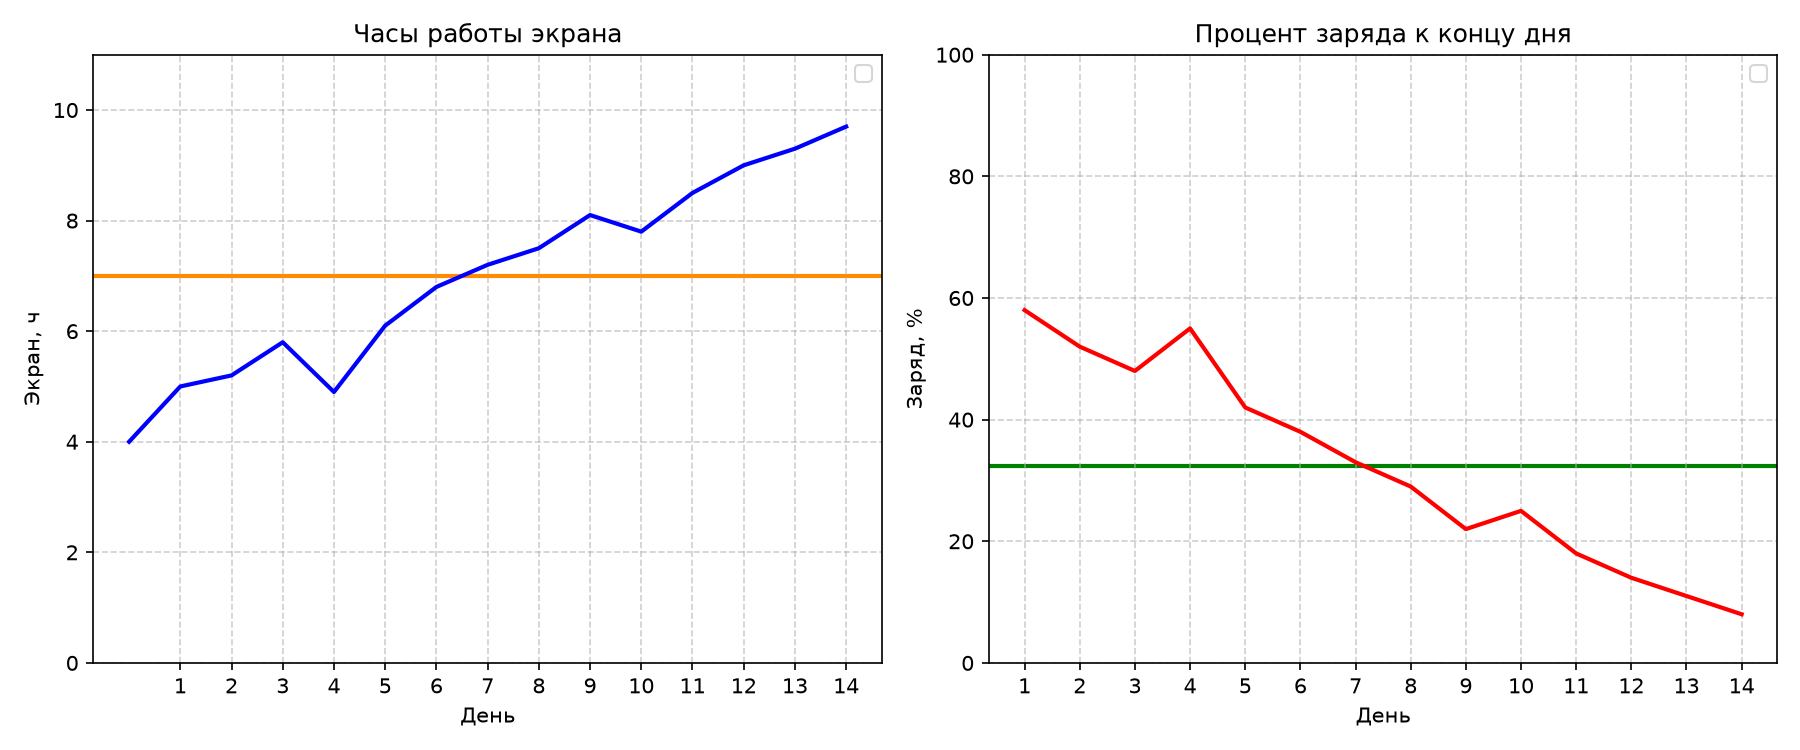 Часы работы экрана
Экран, ч
10
8
6
4
2
0
1 2 3 4 5 6 7 8 9 10 11 12 13 14
День
Процент заряда к концу дня
Заряд, %
100
80
60
40
20
0
1 2 3 4 5 6 7 8 9 10 11 12 13 14
День